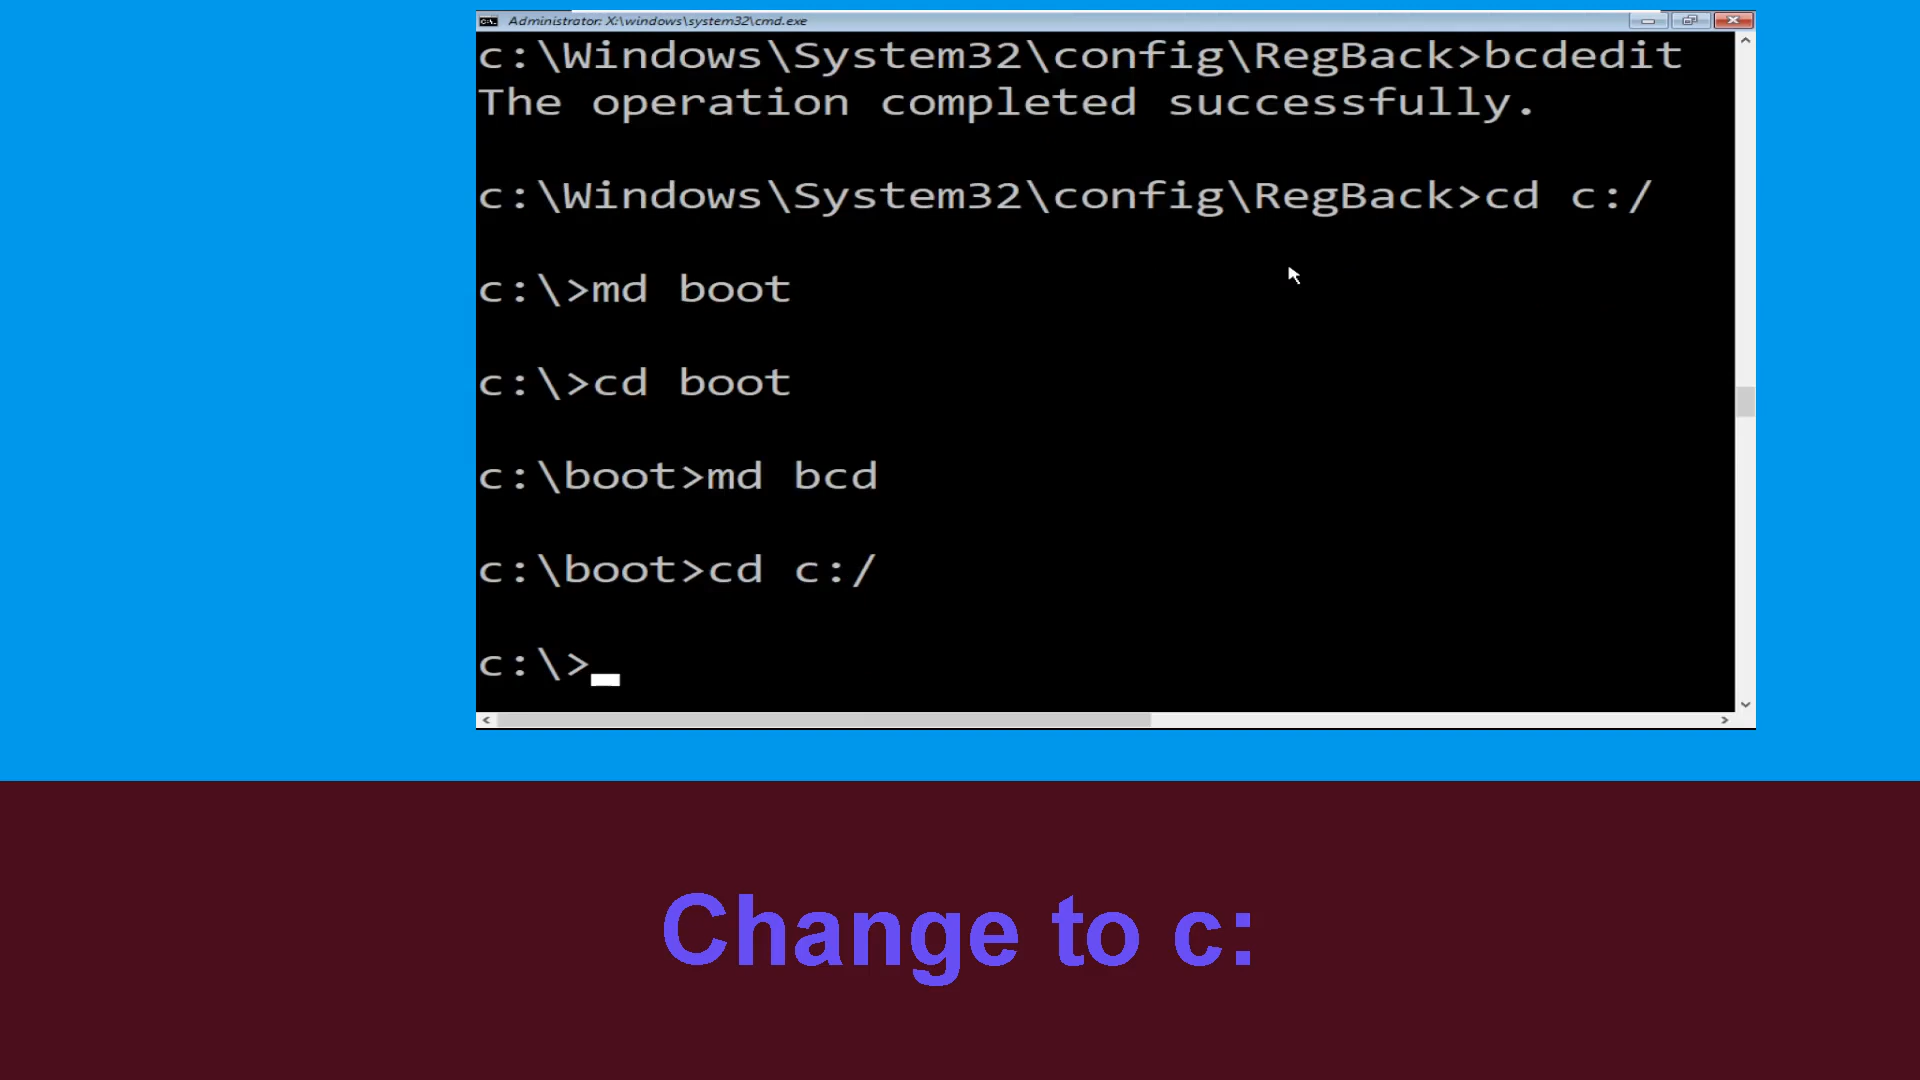 Administrator: X:\windows\system32\cmd.exe
c:\Windows\System32\config\RegBack>bcdedit
The operation completed successfully.
c:\Windows\System32\config\RegBack>cd c:/
c:\>md boot
c:\>cd boot
c:\boot>md bcd
c:\boot>cd c:/
c:\>
Change to c: